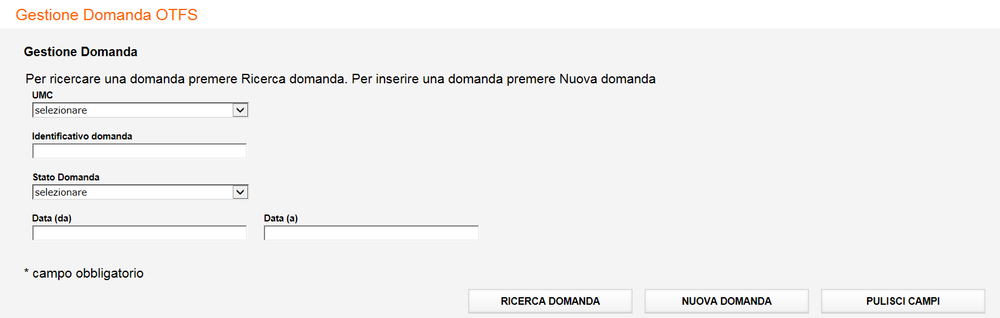 Gestione Domanda OTFS
Gestione Domanda
Per ricercare una domanda premere Ricerca domanda. Per inserire una domanda premere Nuova domanda
UMC
selezionare
Identificativo domanda
Stato Domanda
selezionare
Data (da) Data (a)
* campo obbligatorio
RICERCA DOMANDA NUOVA DOMANDA PULISCI CAMPI